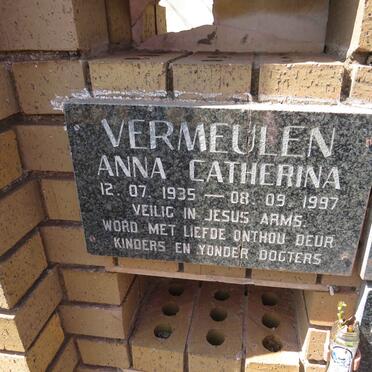 VERMEULEN
ANNA CATHERINA
12. 07. 1935 — 08. 09. 1997
VEILIG IN JESUS ARMS.
WORD MET LIEFDE ONTHOU DEUR
KINDERS EN YONDER DOGTERS